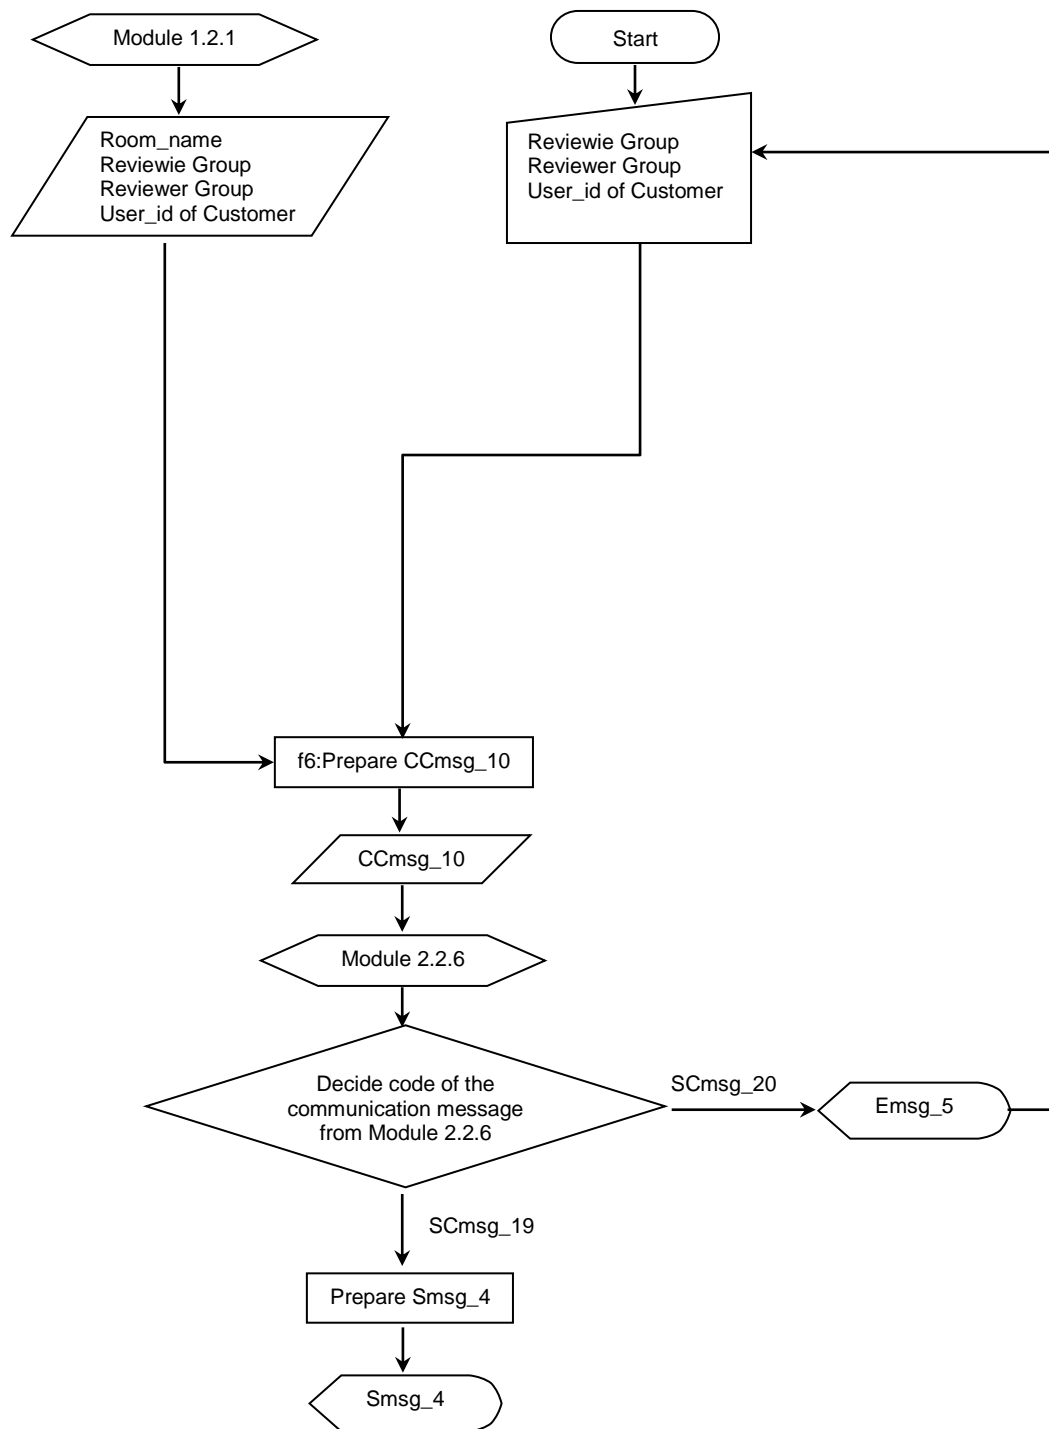 Module 1.2.1
Start
Room_name
Reviewie Group
Reviewer Group
User_id of Customer
Reviewie Group
Reviewer Group
User_id of Customer
f6:Prepare CCmsg_10
CCmsg_10
Module 2.2.6
Decide code of the
communication message
from Module 2.2.6
SCmsg_20
Emsg_5
SCmsg_19
Prepare Smsg_4
Smsg_4